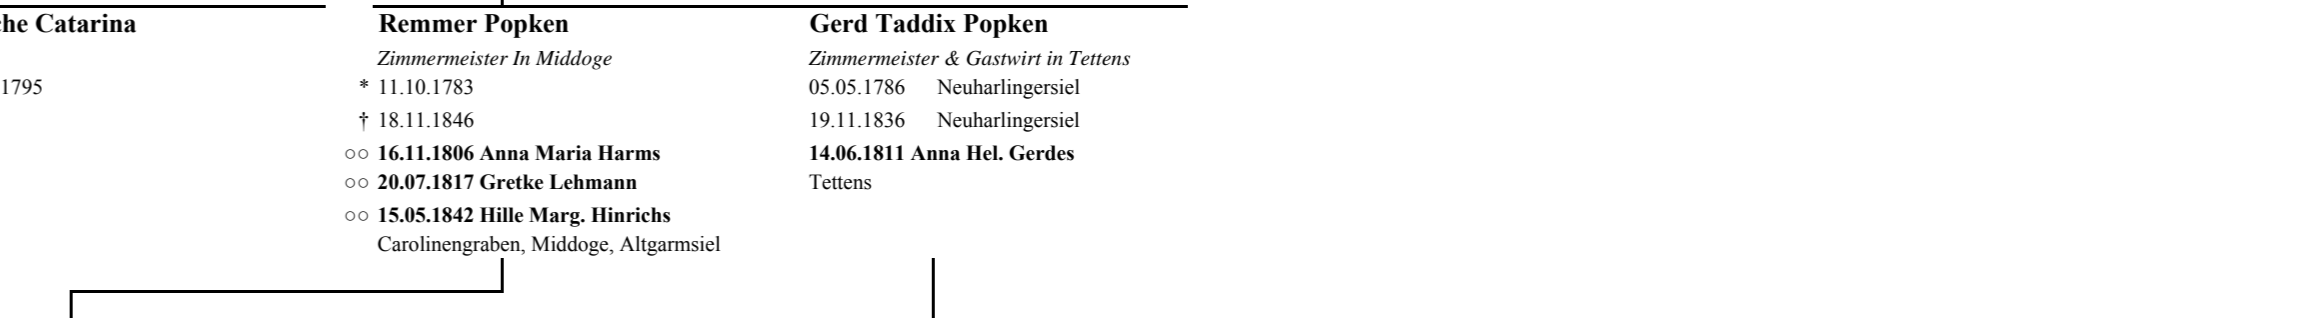 che Catarina
1795
Remmer Popken
Zimmermeister In Middoge
* 11.10.1783
† 18.11.1846
○○ 16.11.1806 Anna Maria Harms
○○ 20.07.1817 Gretke Lehmann
○○ 15.05.1842 Hille Marg. Hinrichs
Carolinengraben, Middoge, Altgarmsiel
Gerd Taddix Popken
Zimmermeister & Gastwirt in Tettens
05.05.1786 Neuharlingersiel
19.11.1836 Neuharlingersiel
14.06.1811 Anna Hel. Gerdes
Tettens